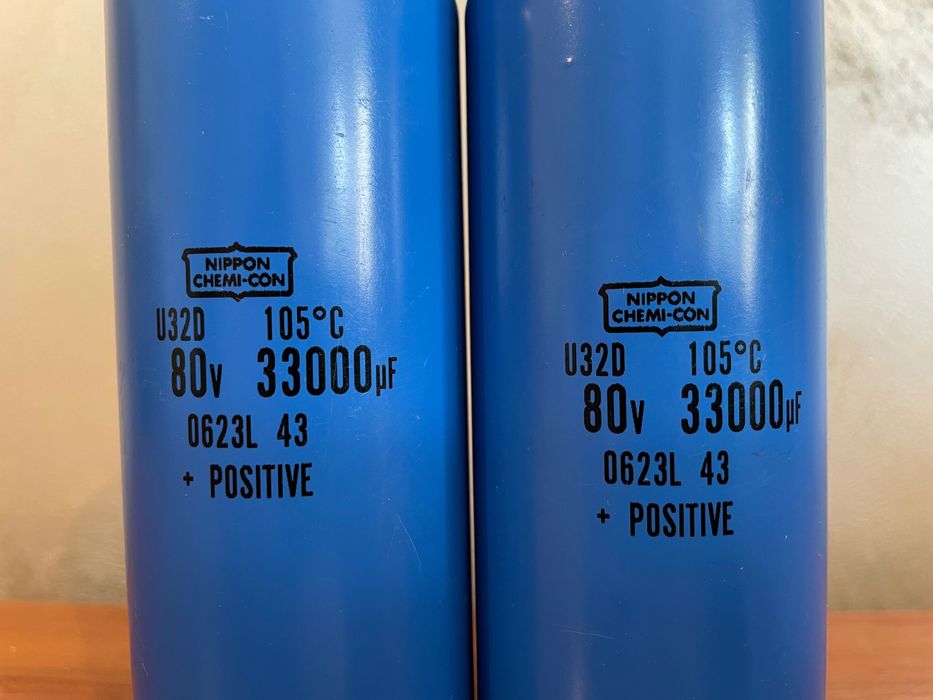 NIPPON
CHEMI-CON
U32D 105°C
80V 33000µF
0623L 43
+ POSITIVE
NIPPON
CHEMI-CON
U32D 105°C
80V 33000µF
0623L 43
+ POSITIVE